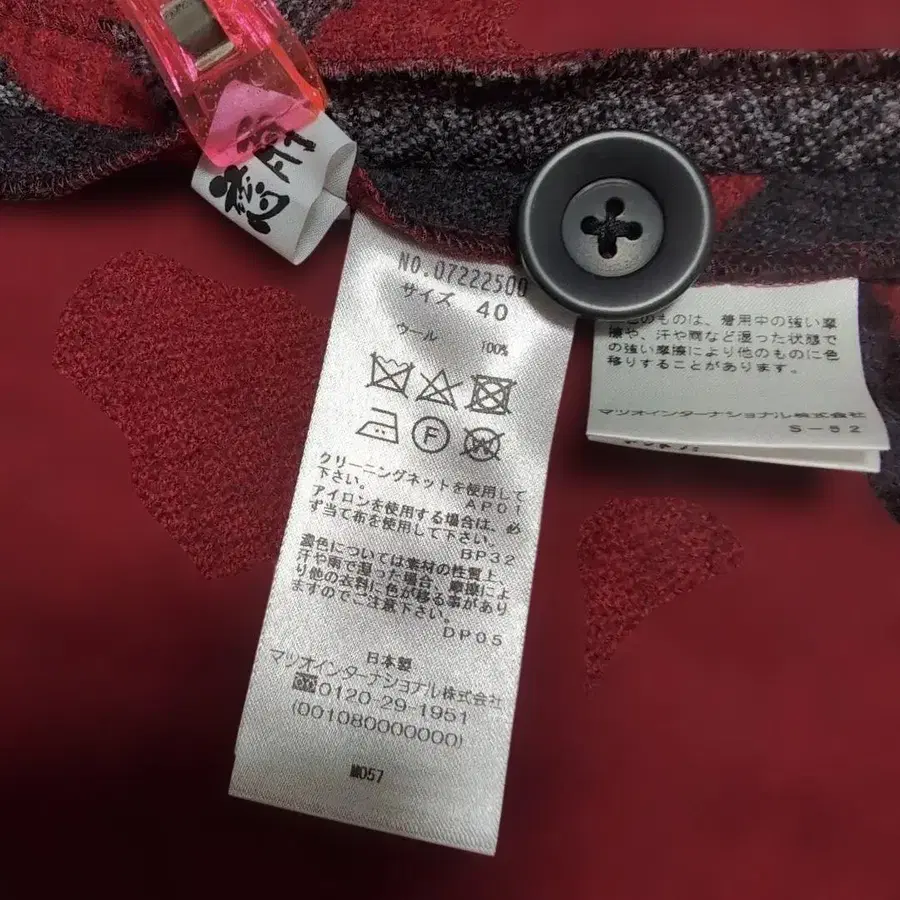 NO.07222500
サイズ 40
ウール 100%
F
W
クリーニングネットを使用して
下さい。
AP01
アイロンを使用する場合は、必
ず当て布を使用して下さい。
BP32
濃色については素材の性質上、
汗や雨で湿った場合、摩擦によ
り他の衣料に色が移る事があり
ますのでご注意下さい。
DP05
日本製
マツオインターナショナル株式会社
0120-29-1951
(001080000000)
M057
このものは、着用中の強い摩
擦や、汗や雨など湿った状態で
の強い摩擦により他のものに色
移りすることがあります。
マツオインターナショナル株式会社
S-52